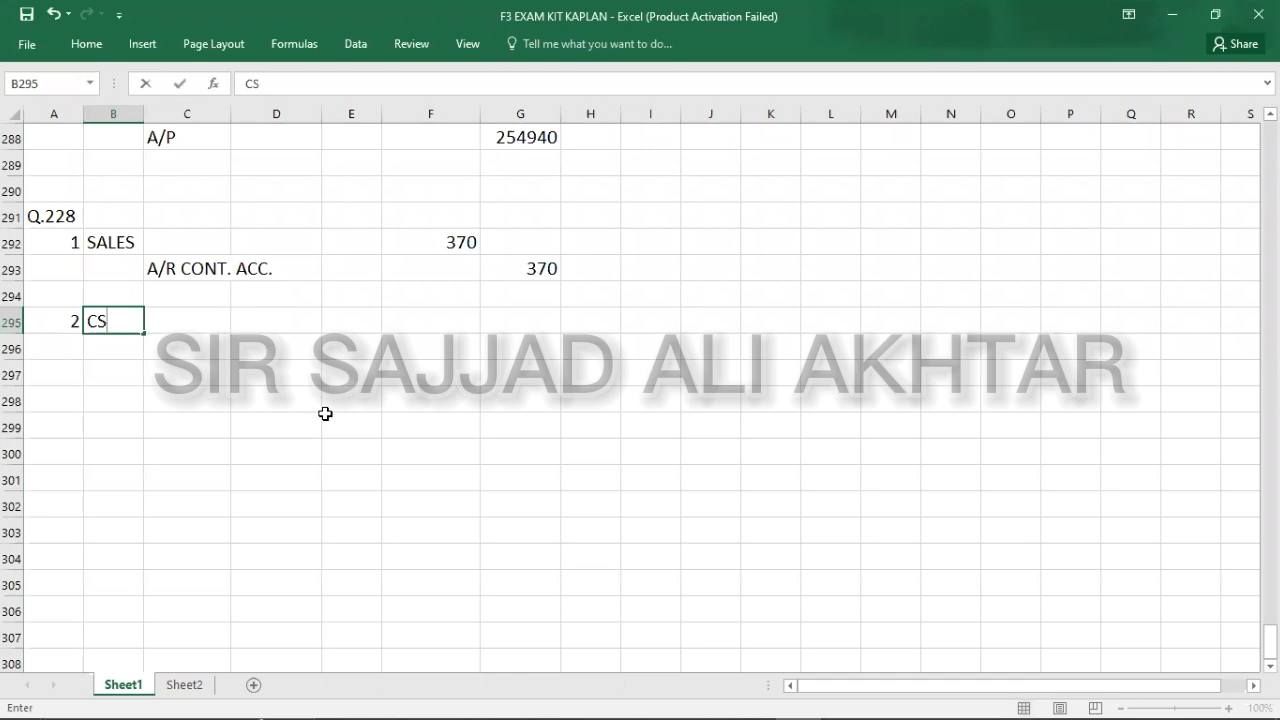 F3 EXAM KIT KAPLAN - Excel (Product Activation Failed)
File Home Insert Page Layout Formulas Data Review View Tell me what you want to do... Share
B295 fx CS
A B C D E F G H I J K L M N O P Q R S
288 A/P 254940
289
290
291 Q.228
292 1 SALES 370
293 A/R CONT. ACC. 370
294
295 2 CS
296
SIR SAJJAD ALI AKHTAR
297
298
299
300
301
302
303
304
305
306
307
308
Sheet1 Sheet2
Enter 100%